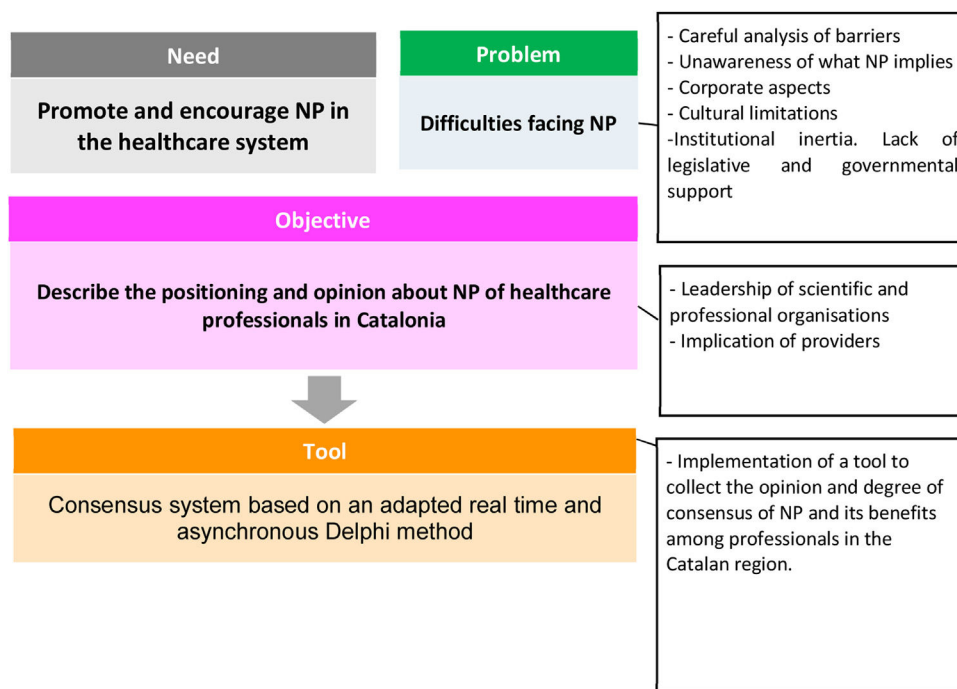 Need
Promote and encourage NP in
the healthcare system
Problem
Difficulties facing NP
- Careful analysis of barriers
- Unawareness of what NP implies
- Corporate aspects
- Cultural limitations
-Institutional inertia. Lack of
legislative and governmental
support
Objective
Describe the positioning and opinion about NP of healthcare
professionals in Catalonia
- Leadership of scientific and
professional organisations
- Implication of providers
Tool
Consensus system based on an adapted real time and
asynchronous Delphi method
- Implementation of a tool to
collect the opinion and degree of
consensus of NP and its benefits
among professionals in the
Catalan region.